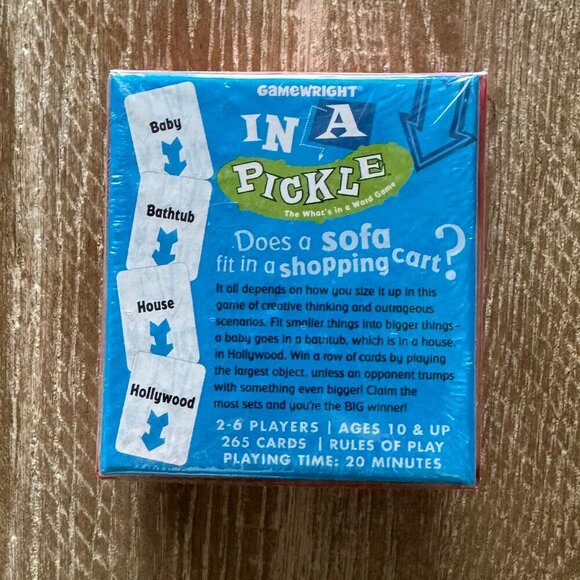 GAMEWRIGHT®
IN A
PICKLE
The What's in a Word Game
Baby
Bathtub
House
Hollywood
Does a sofa
fit in a shopping cart?
It all depends on how you size it up in this
game of creative thinking and outrageous
scenarios. Fit smaller things into bigger things–
a baby goes in a bathtub, which is in a house,
in Hollywood. Win a row of cards by playing
the largest object, unless an opponent trumps
with something even bigger! Claim the
most sets and you're the BIG winner!
2-6 PLAYERS | AGES 10 & UP
265 CARDS | RULES OF PLAY
PLAYING TIME: 20 MINUTES